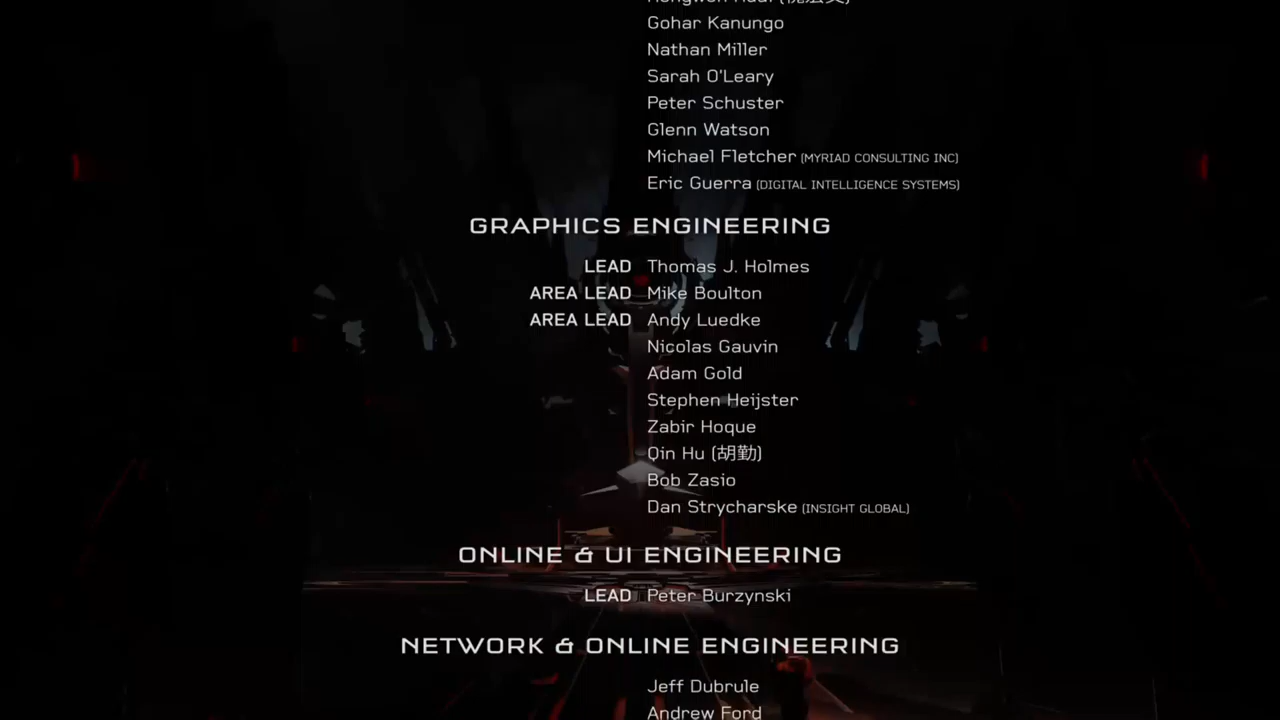 Gohar Kanungo
Nathan Miller
Sarah O'Leary
Peter Schuster
Glenn Watson
Michael Fletcher (MYRIAD CONSULTING INC)
Eric Guerra (DIGITAL INTELLIGENCE SYSTEMS)
GRAPHICS ENGINEERING
LEAD Thomas J. Holmes
AREA LEAD Mike Boulton
AREA LEAD Andy Luedke
Nicolas Gauvin
Adam Gold
Stephen Heijster
Zabir Hoque
Qin Hu (胡勤)
Bob Zasio
Dan Strycharske (INSIGHT GLOBAL)
ONLINE & UI ENGINEERING
LEAD Peter Burzynski
NETWORK & ONLINE ENGINEERING
Jeff Dubrule
Andrew Ford